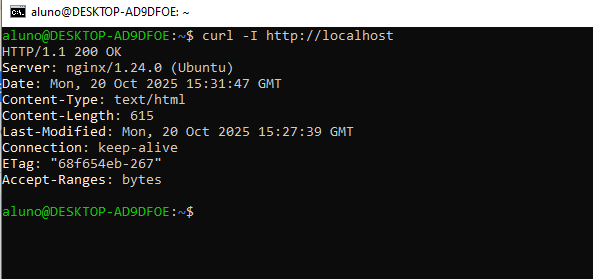 aluno@DESKTOP-AD9DFOE: ~
aluno@DESKTOP-AD9DFOE:~$ curl -I http://localhost
HTTP/1.1 200 OK
Server: nginx/1.24.0 (Ubuntu)
Date: Mon, 20 Oct 2025 15:31:47 GMT
Content-Type: text/html
Content-Length: 615
Last-Modified: Mon, 20 Oct 2025 15:27:39 GMT
Connection: keep-alive
ETag: "68f654eb-267"
Accept-Ranges: bytes
aluno@DESKTOP-AD9DFOE:~$